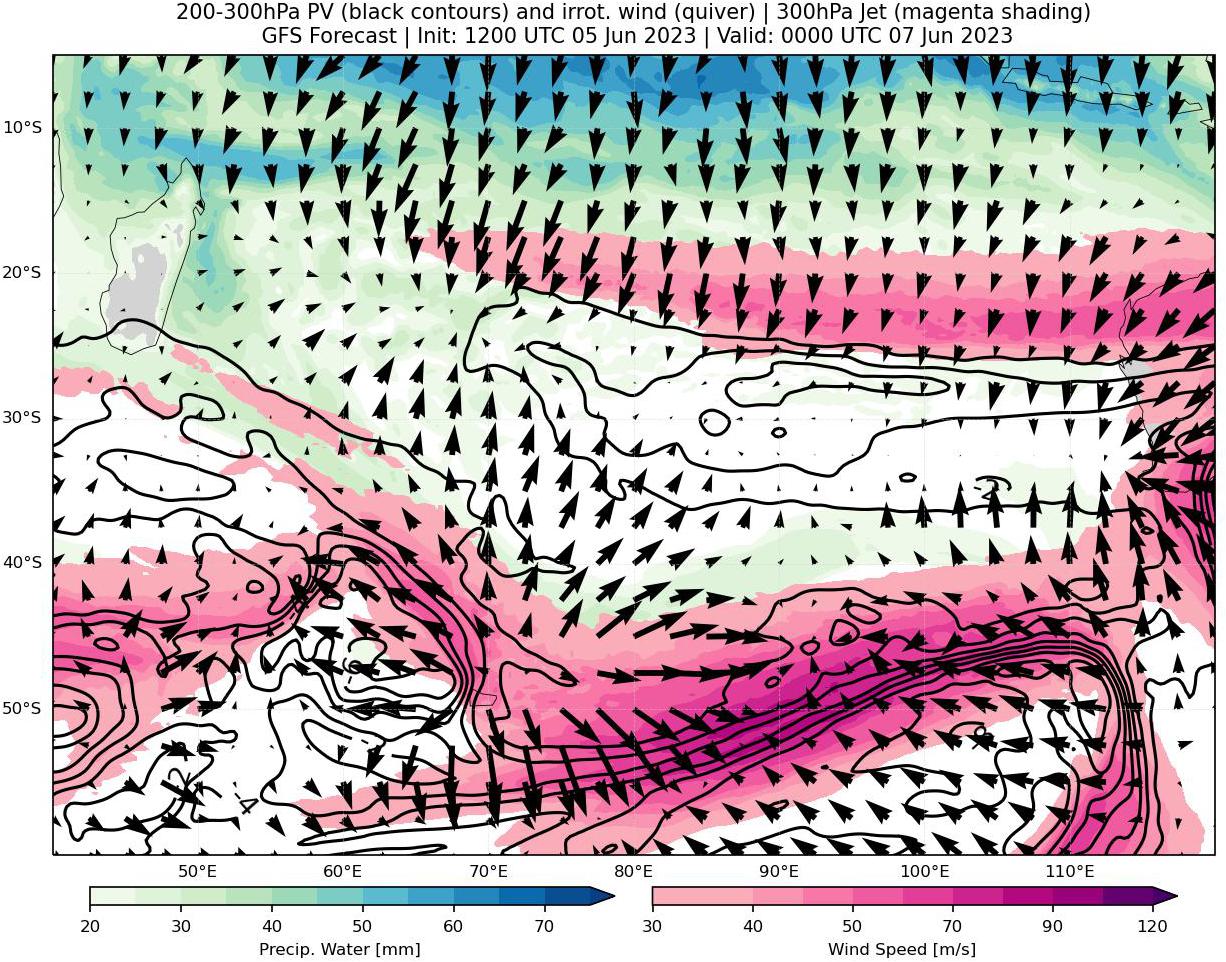 200-300hPa PV (black contours) and irrot. wind (quiver) | 300hPa Jet (magenta shading)
GFS Forecast | Init: 1200 UTC 05 Jun 2023 | Valid: 0000 UTC 07 Jun 2023
10°S
20°S
30°S
40°S
50°S
50°E 60°E 70°E 80°E 90°E 100°E 110°E
20 30 40 50 60 70
Precip. Water [mm]
30 40 50 70 90 120
Wind Speed [m/s]